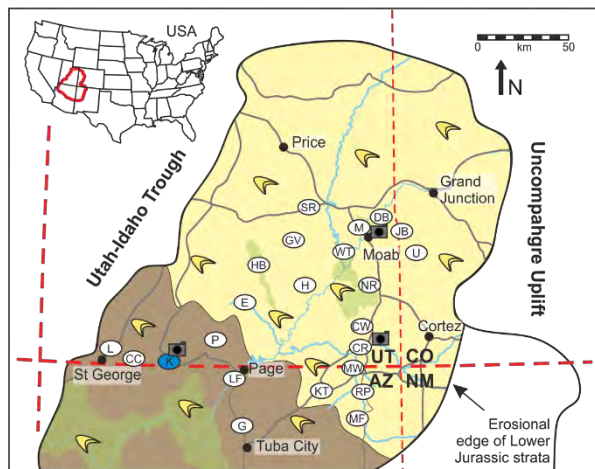 USA
0
50
km
N
Utah-Idaho Trough
Uncompahgre Uplift
Price
Grand
Junction
SR
DB
M
JB
GV
WT
Moab
U
HB
H
NR
E
CW
Cortez
L
CC
K
P
CR
UT
CO
St George
Page
MW
AZ
NM
LF
KT
RP
G
MF
Tuba City
Erosional
edge of Lower
Jurassic strata